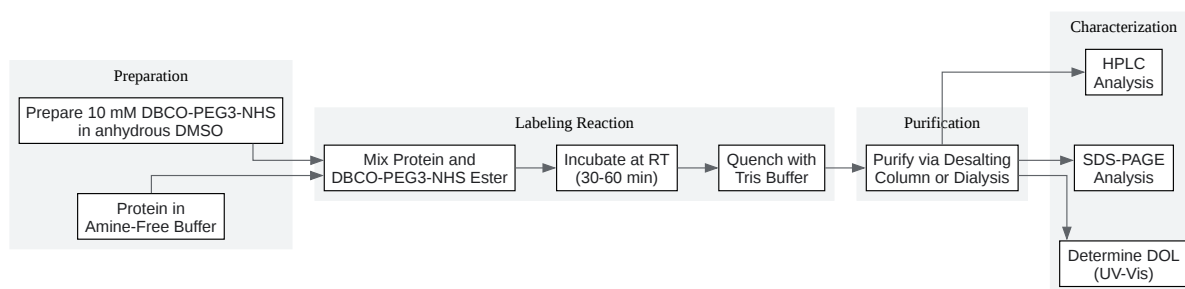 Preparation
Prepare 10 mM DBCO-PEG3-NHS
in anhydrous DMSO
Protein in
Amine-Free Buffer
Labeling Reaction
Mix Protein and
DBCO-PEG3-NHS Ester
Incubate at RT
(30-60 min)
Quench with
Tris Buffer
Purification
Purify via Desalting
Column or Dialysis
Characterization
HPLC
Analysis
SDS-PAGE
Analysis
Determine DOL
(UV-Vis)